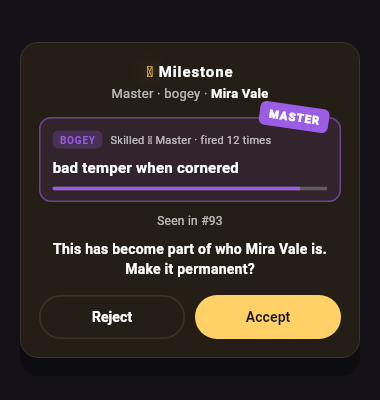 Milestone
Master · bogey · Mira Vale
MASTER
BOGEY Skilled Master · fired 12 times
bad temper when cornered
Seen in #93
This has become part of who Mira Vale is.
Make it permanent?
Reject Accept